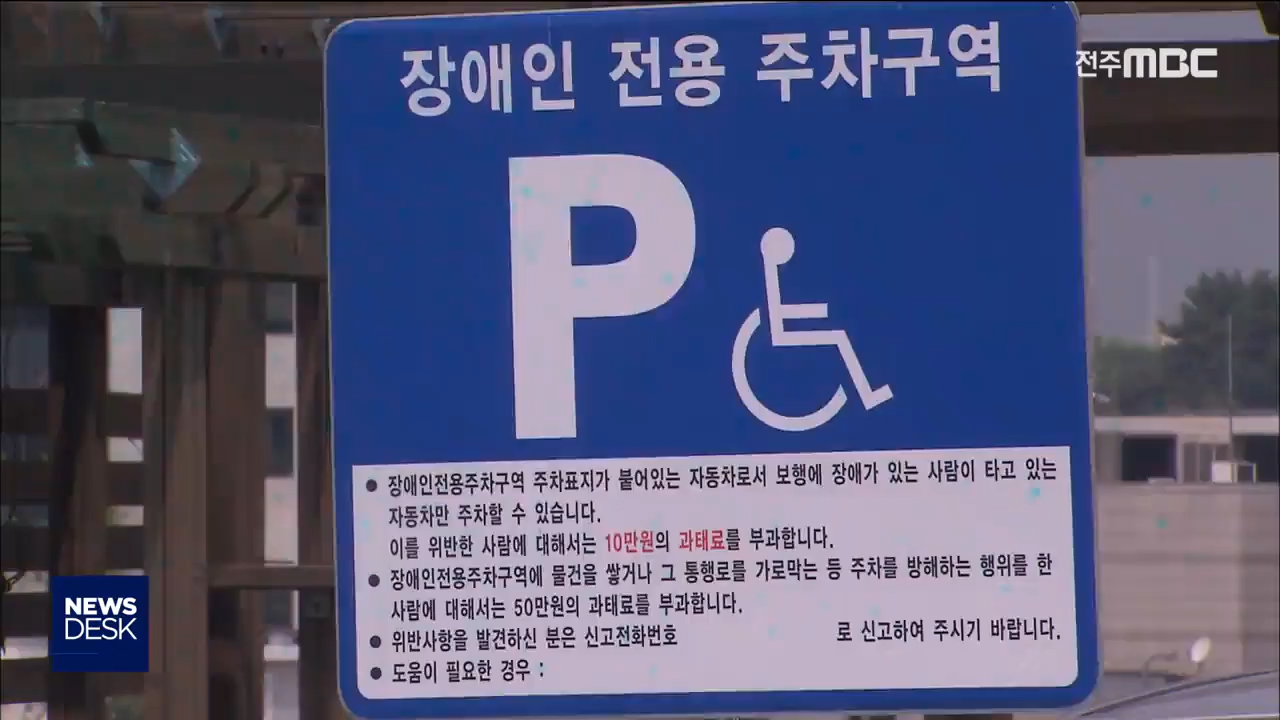 장애인 전용 주차구역
전주MBC
P
● 장애인전용주차구역 주차표지가 붙어있는 자동차로서 보행에 장애가 있는 사람이 타고 있는
자동차만 주차할 수 있습니다.
이를 위반한 사람에 대해서는 10만원의 과태료를 부과합니다.
● 장애인전용주차구역에 물건을 쌓거나 그 통행로를 가로막는 등 주차를 방해하는 행위를 한
사람에 대해서는 50만원의 과태료를 부과합니다.
● 위반사항을 발견하신 분은 신고전화번호 로 신고하여 주시기 바랍니다.
● 도움이 필요한 경우 :
NEWS
DESK